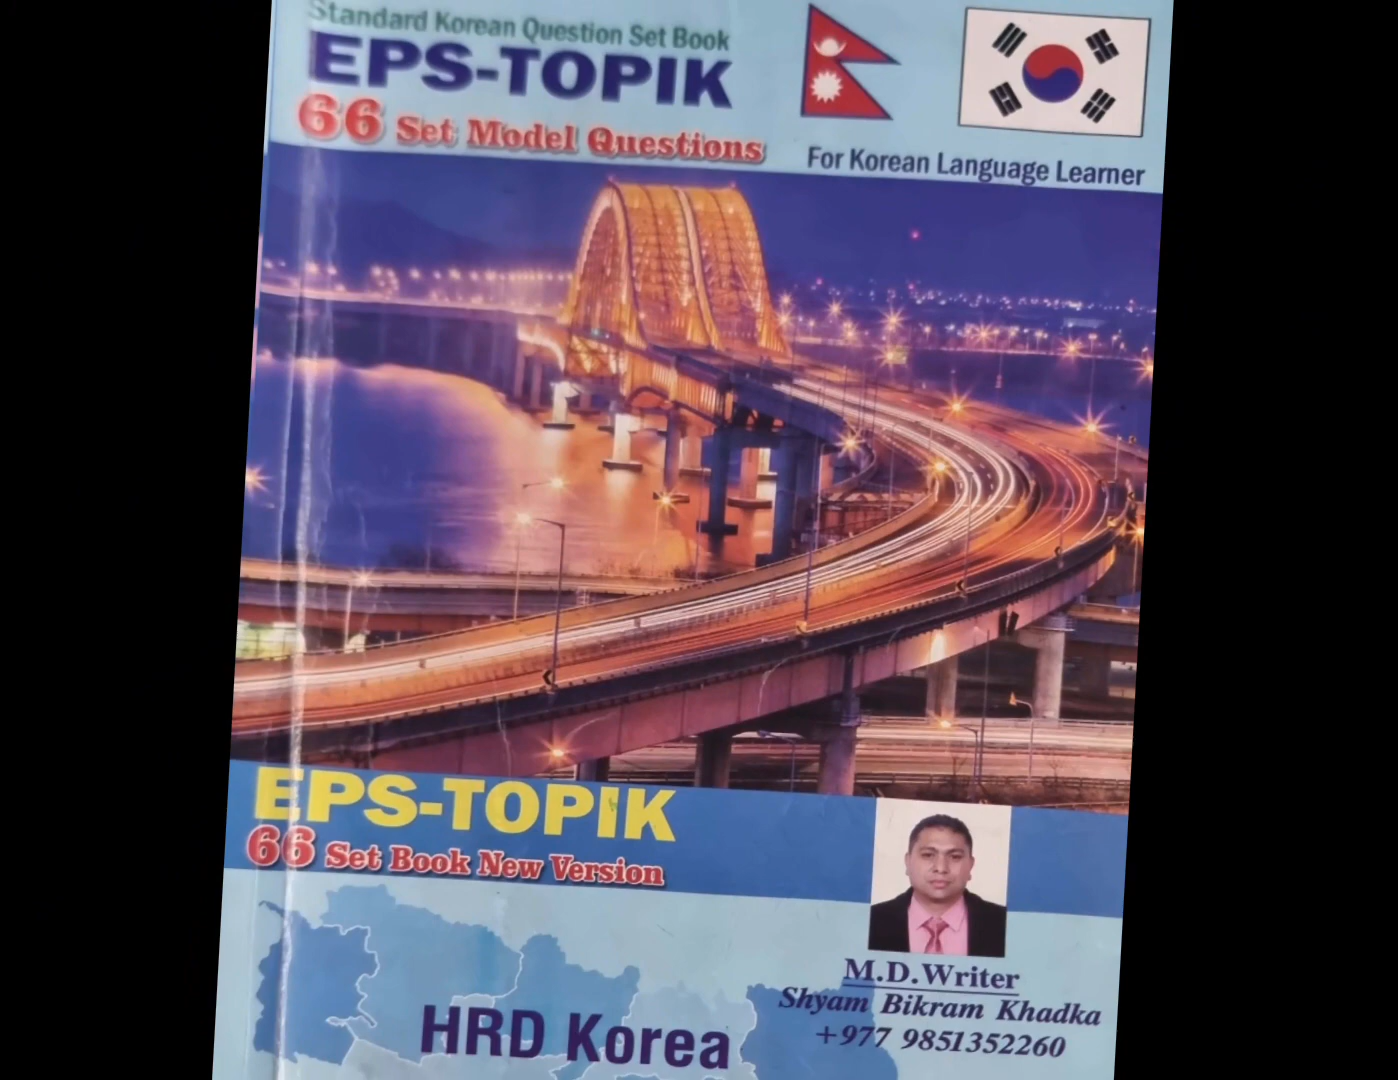 Standard Korean Question Set Book
EPS-TOPIK
66 Set Model Questions
For Korean Language Learner
EPS-TOPIK
66 Set Book New Version
M.D.Writer
Shyam Bikram Khadka
+977 9851352260
HRD Korea